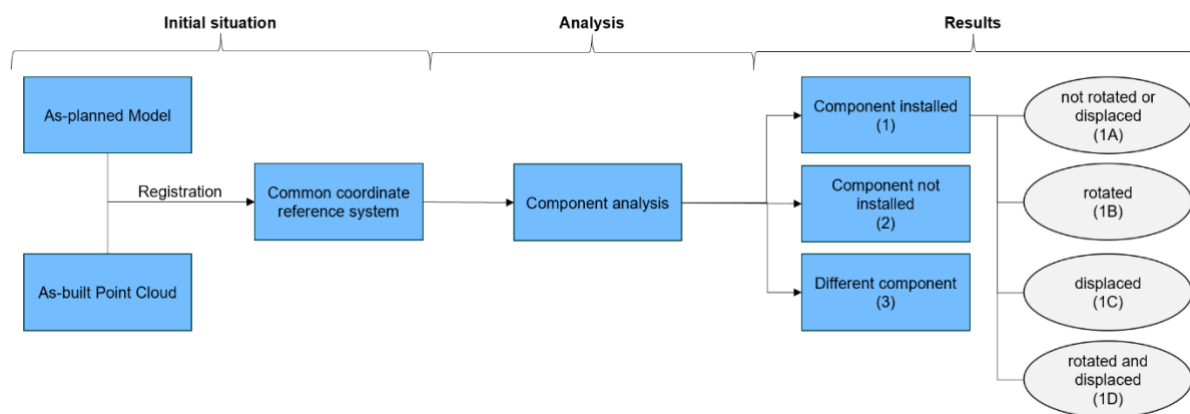 Initial situation
Analysis
Results
As-planned Model
Registration
As-built Point Cloud
Common coordinate
reference system
Component analysis
Component installed
(1)
Component not
installed
(2)
Different component
(3)
not rotated or
displaced
(1A)
rotated
(1B)
displaced
(1C)
rotated and
displaced
(1D)